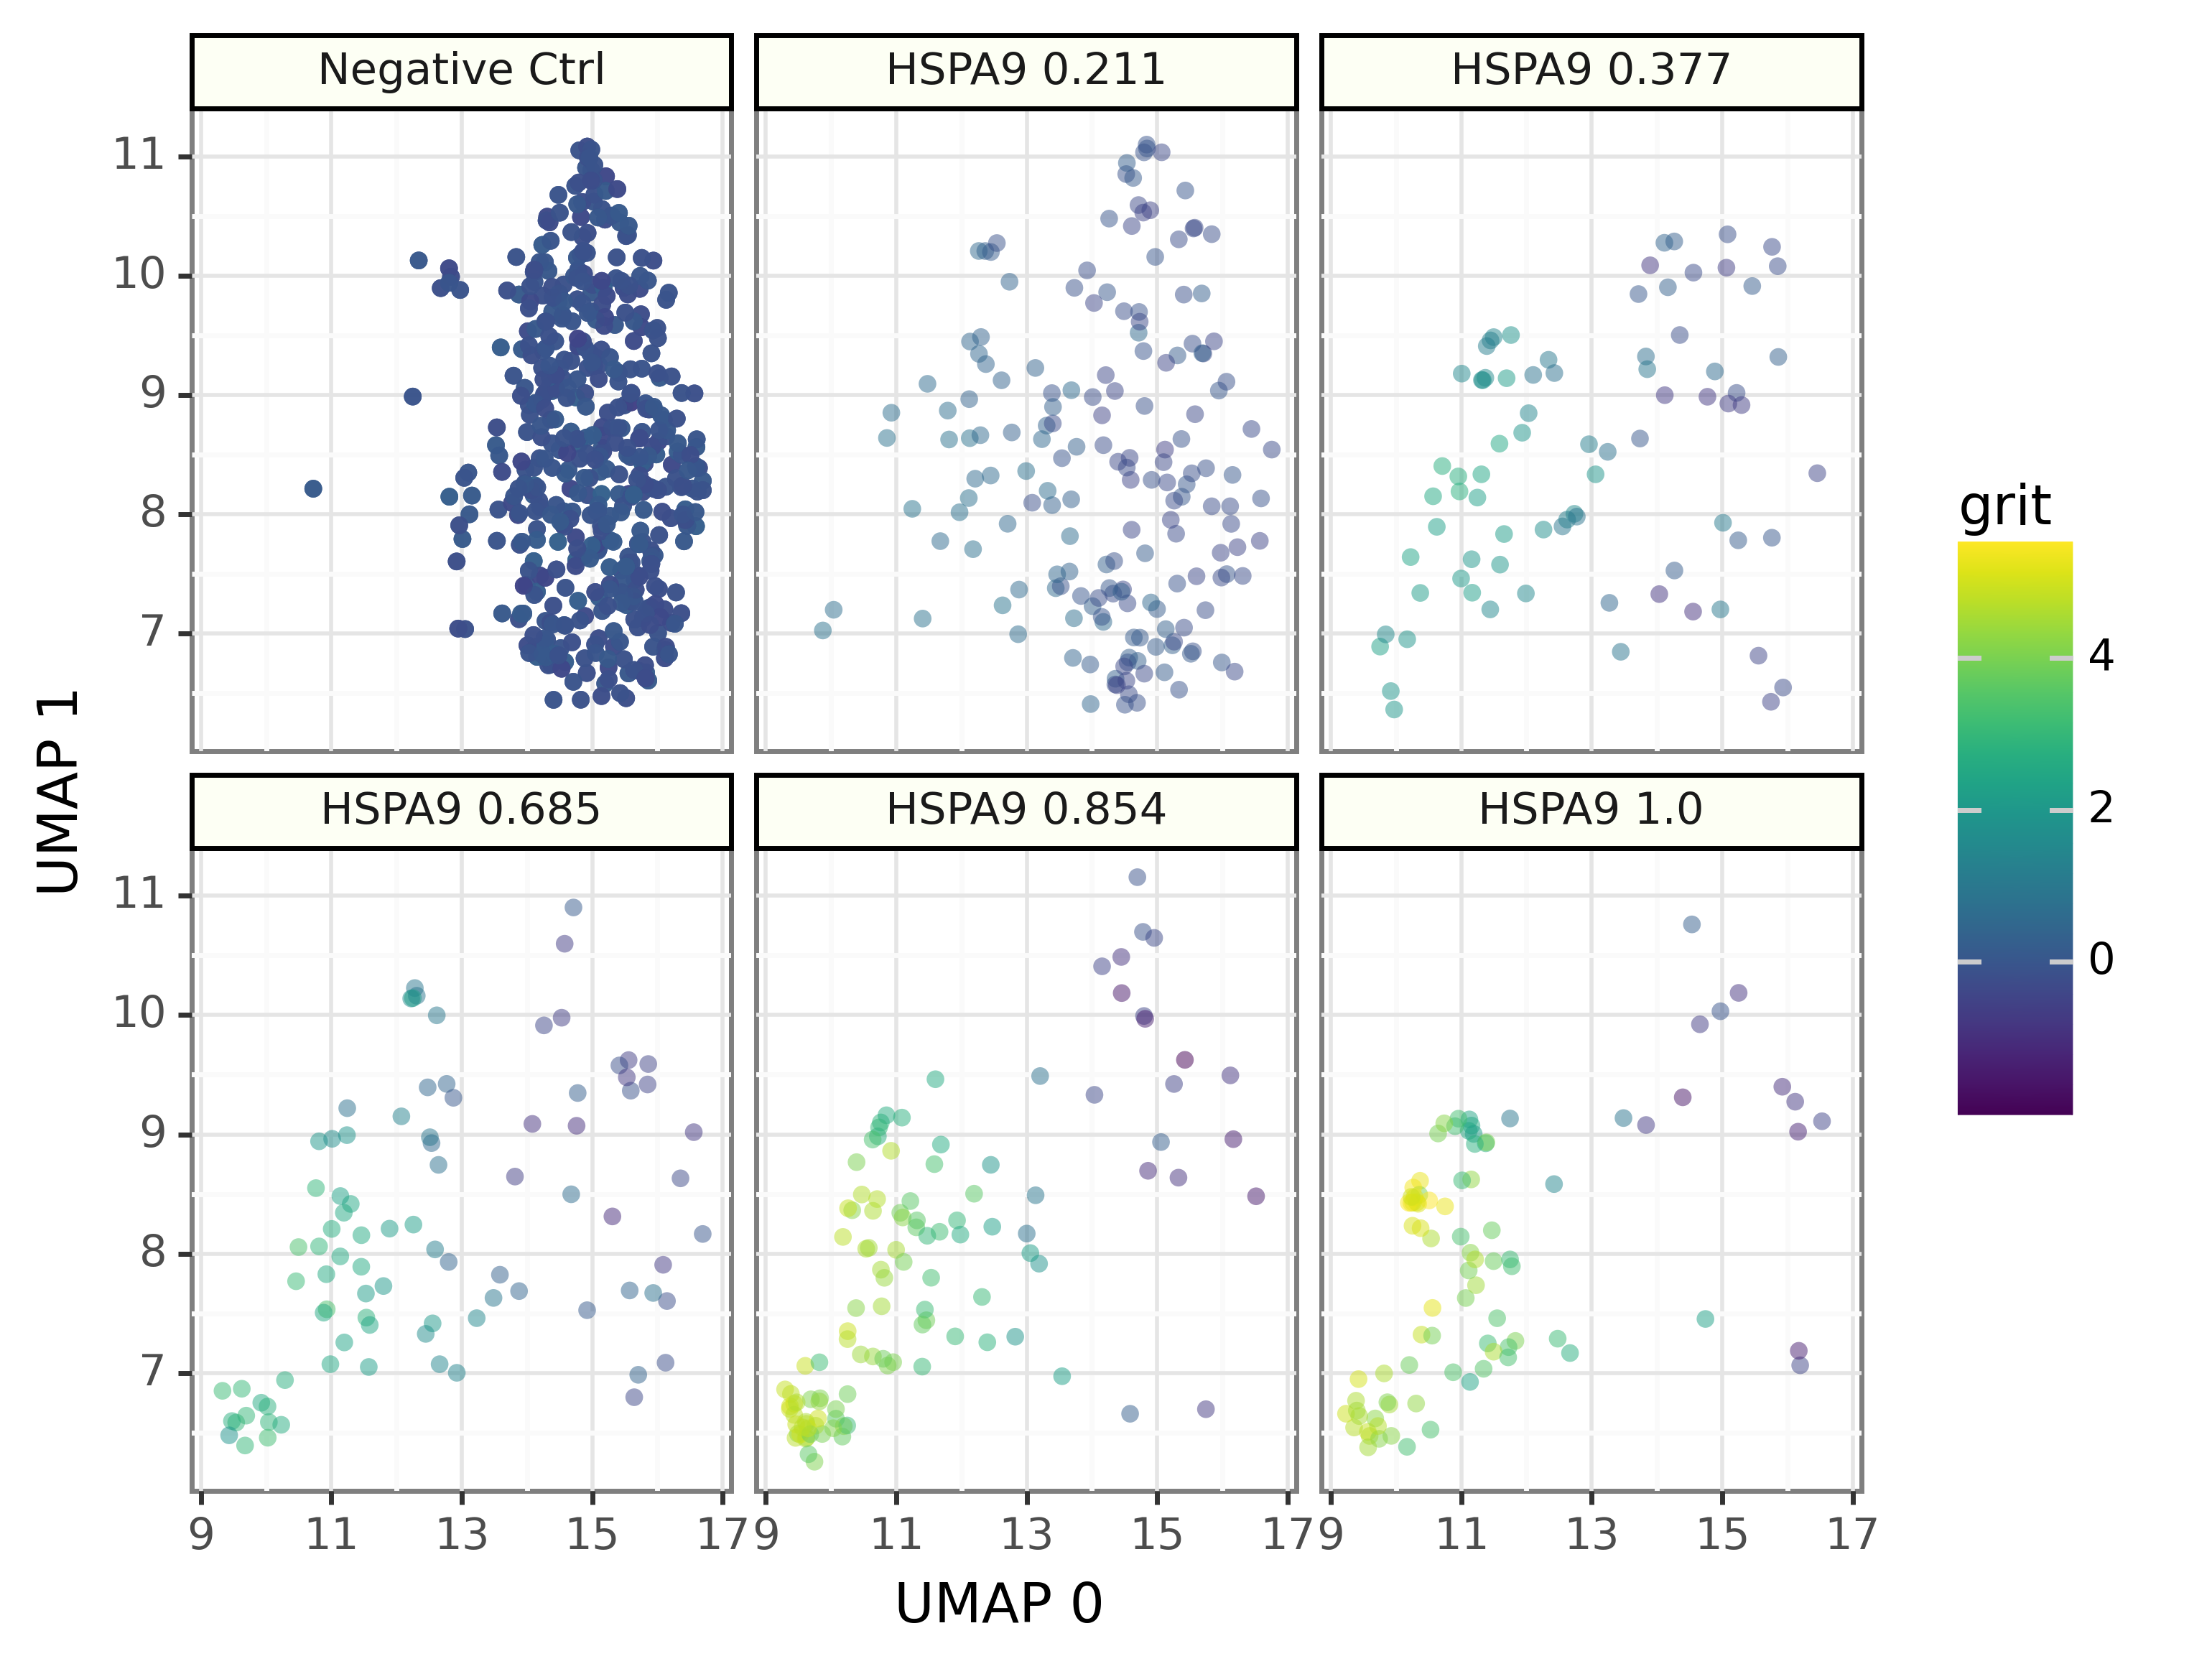 Negative Ctrl
HSPA9 0.211
HSPA9 0.377
11
10
9
8
7
HSPA9 0.685
HSPA9 0.854
HSPA9 1.0
11
10
9
8
7
9 11 13 15 17
9 11 13 15 17
9 11 13 15 17
UMAP 0
UMAP 1
grit
4
2
0